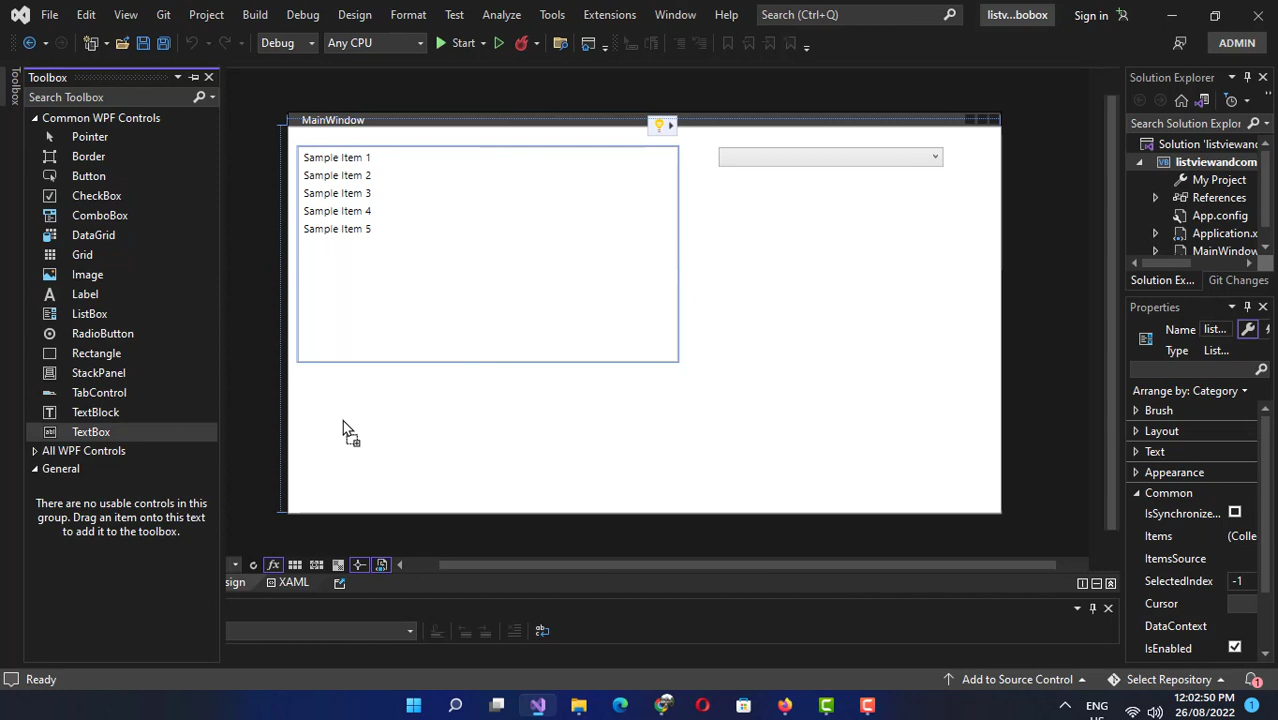 File Edit View Git Project Build Debug Design Format Test Analyze Tools Extensions Window Help Search (Ctrl+Q) listv...bobox Sign in
Debug Any CPU Start ADMIN
Toolbox
Toolbox
Search Toolbox
Common WPF Controls
Pointer
Border
Button
CheckBox
ComboBox
DataGrid
Grid
Image
Label
ListBox
RadioButton
Rectangle
StackPanel
TabControl
TextBlock
TextBox
All WPF Controls
General
There are no usable controls in this
group. Drag an item onto this text
to add it to the toolbox.
MainWindow
Sample Item 1
Sample Item 2
Sample Item 3
Sample Item 4
Sample Item 5
fx
sign XAML
Solution Explorer
Search Solution Explor
Solution 'listviewand
listviewandcom
My Project
References
App.config
Application.x
MainWindow
Solution Ex... Git Changes
Properties
Name list...
Type List...
Arrange by: Category
Brush
Layout
Text
Appearance
Common
IsSynchronize...
Items (Colle
ItemsSource
SelectedIndex -1
Cursor
DataContext
IsEnabled
Ready Add to Source Control Select Repository 1
ENG 12:02:50 PM
26/08/2022 1